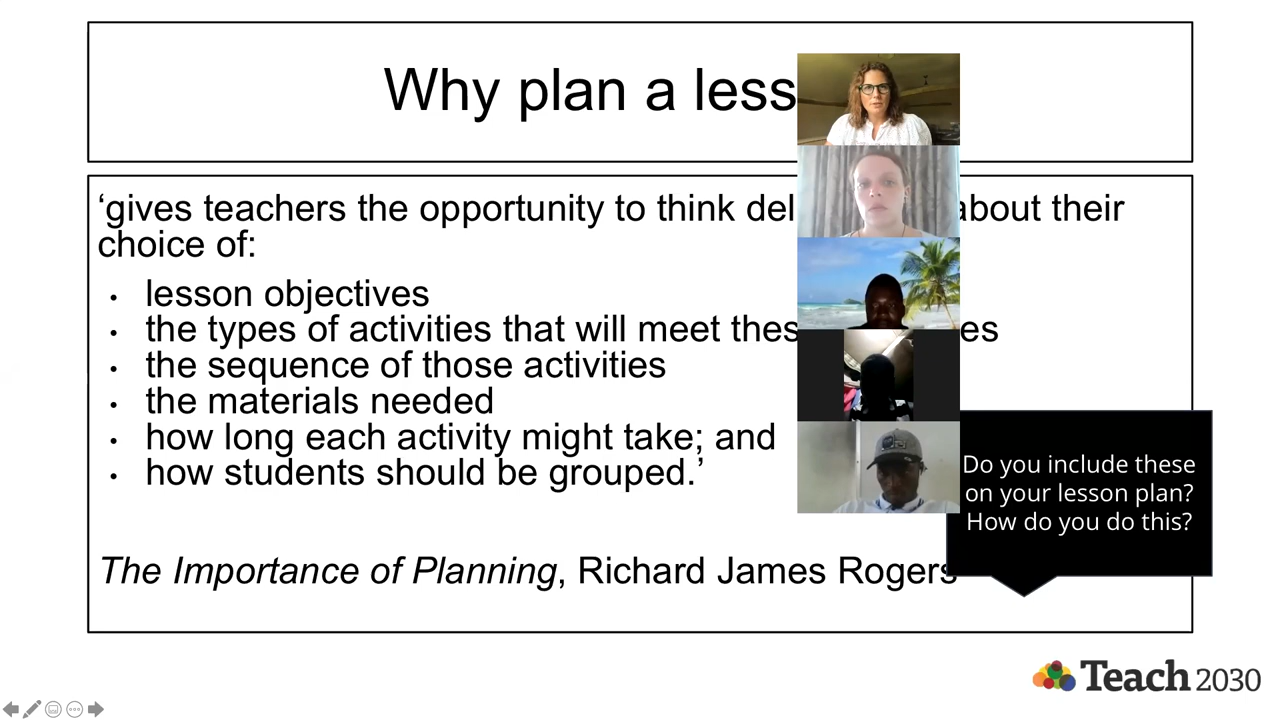 Why plan a less
‘gives teachers the opportunity to think del about their
choice of:
• lesson objectives
• the types of activities that will meet thes es
• the sequence of those activities
• the materials needed
• how long each activity might take; and
• how students should be grouped.’
The Importance of Planning, Richard James Rogers
Do you include these
on your lesson plan?
How do you do this?
Teach 2030